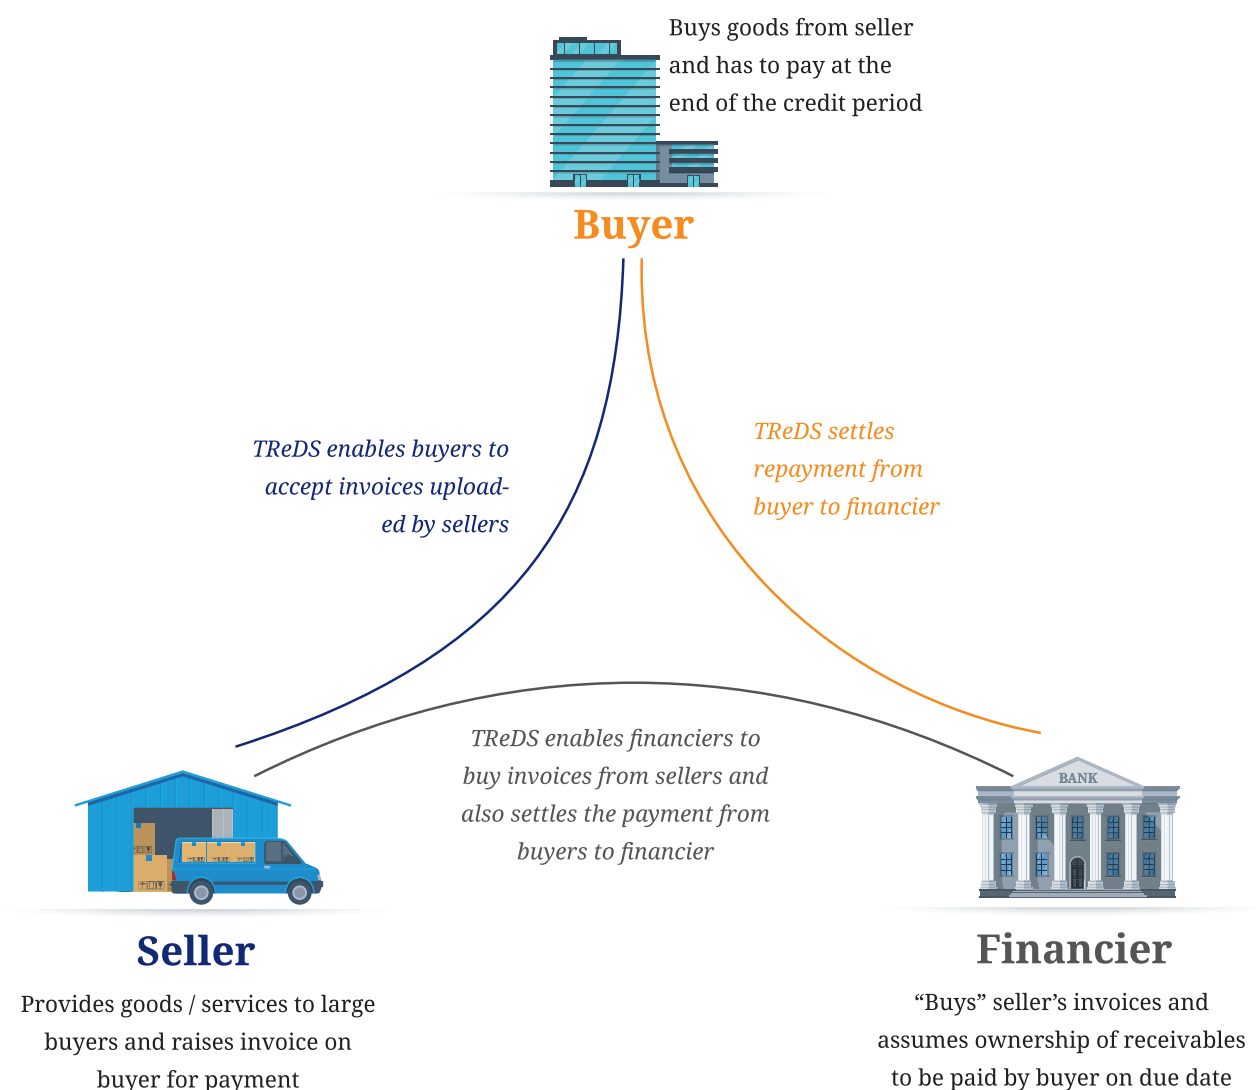 Buys goods from seller
and has to pay at the
end of the credit period
Buyer
TReDS enables buyers to
accept invoices upload-
ed by sellers
TReDS settles
repayment from
buyer to financier
TReDS enables financiers to
buy invoices from sellers and
also settles the payment from
buyers to financier
BANK
Seller
Provides goods / services to large
buyers and raises invoice on
buyer for payment
Financier
“Buys” seller’s invoices and
assumes ownership of receivables
to be paid by buyer on due date